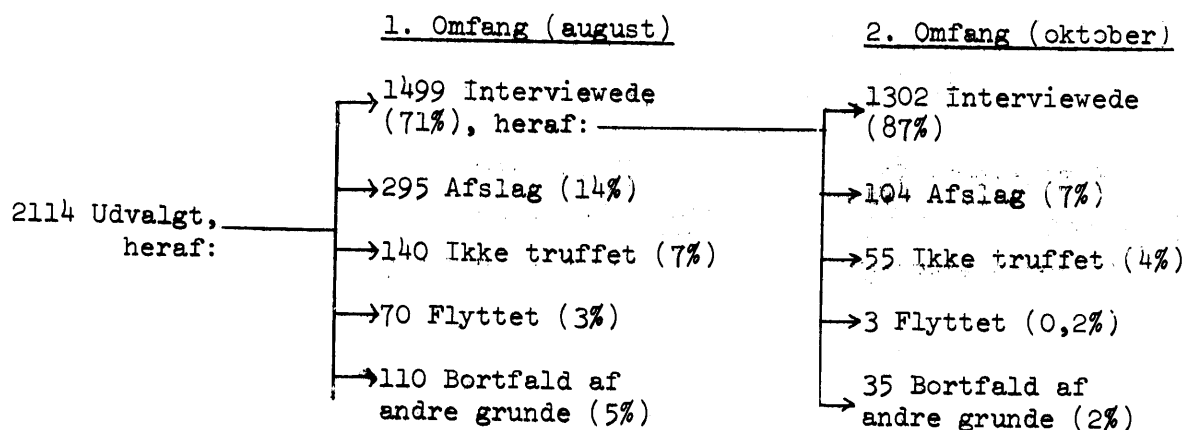 1. Omfang (august)
2. Omfang (oktober)
2114 Udvalgt,
heraf:
1499 Interviewede
(71%), heraf:
295 Afslag (14%)
140 Ikke truffet (7%)
70 Flyttet (3%)
110 Bortfald af
andre grunde (5%)
1302 Interviewede
(87%)
104 Afslag (7%)
55 Ikke truffet (4%)
3 Flyttet (0,2%)
35 Bortfald af
andre grunde (2%)